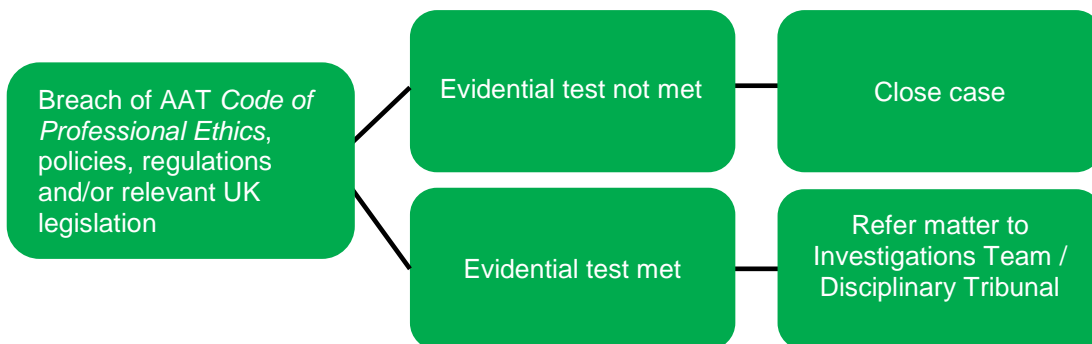 Breach of AAT Code of
Professional Ethics,
policies, regulations
and/or relevant UK
legislation
Evidential test not met
Close case
Evidential test met
Refer matter to
Investigations Team /
Disciplinary Tribunal